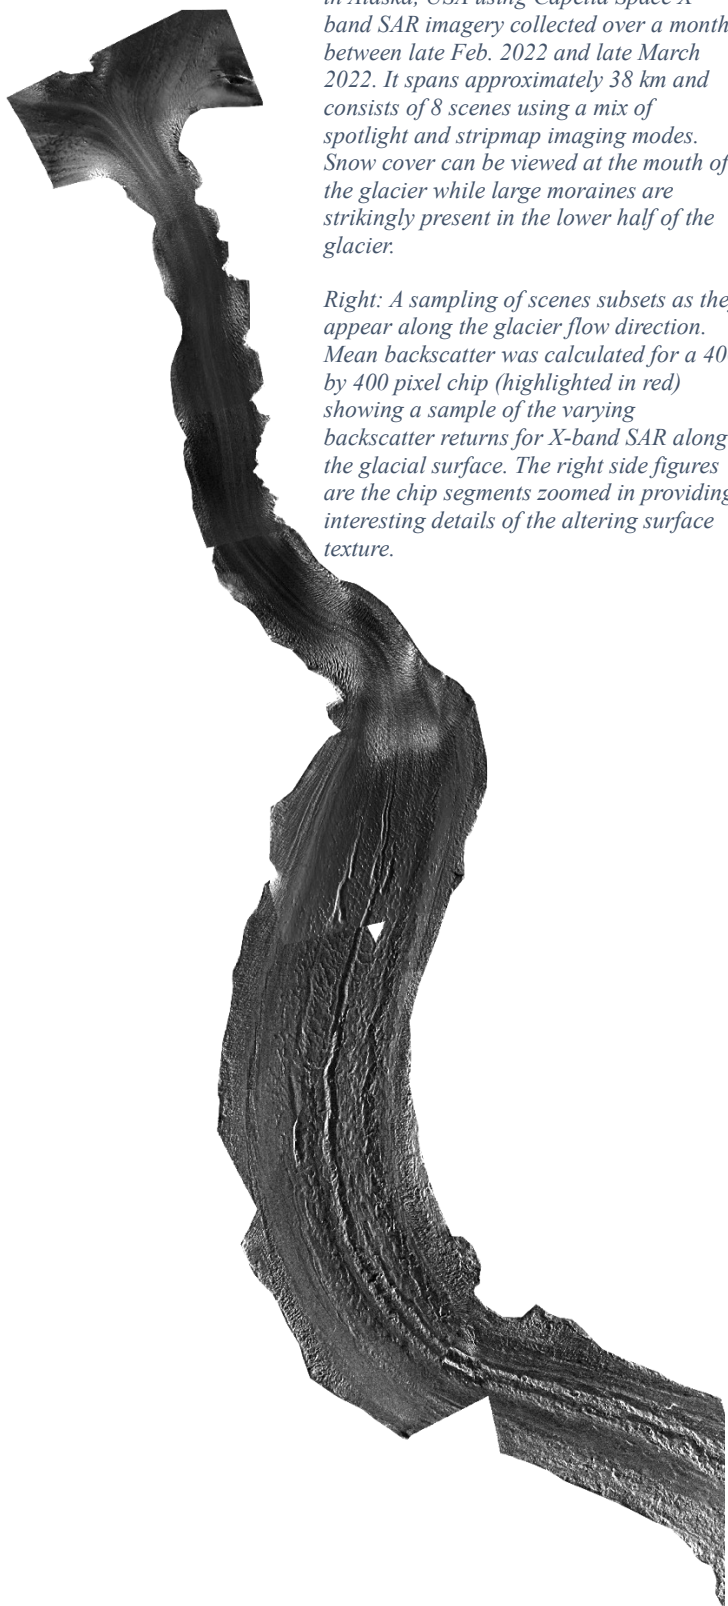 in Alaska, USA using Capella Space X-
band SAR imagery collected over a month
between late Feb. 2022 and late March
2022. It spans approximately 38 km and
consists of 8 scenes using a mix of
spotlight and stripmap imaging modes.
Snow cover can be viewed at the mouth of
the glacier while large moraines are
strikingly present in the lower half of the
glacier.
Right: A sampling of scenes subsets as they
appear along the glacier flow direction.
Mean backscatter was calculated for a 40
by 400 pixel chip (highlighted in red)
showing a sample of the varying
backscatter returns for X-band SAR along
the glacial surface. The right side figures
are the chip segments zoomed in providing
interesting details of the altering surface
texture.